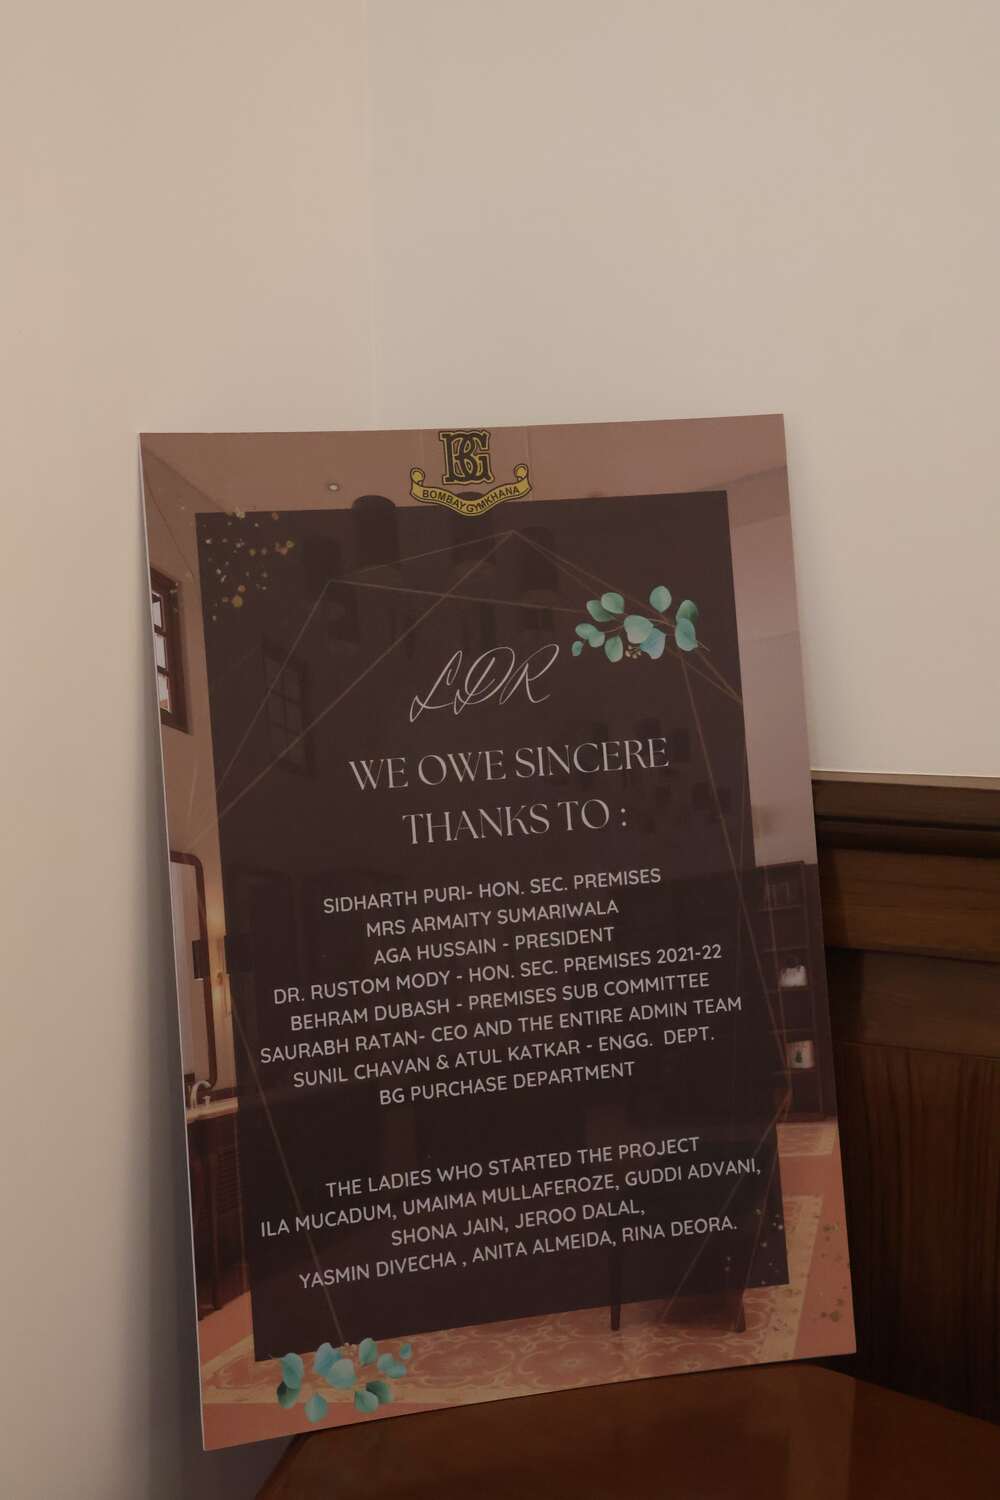 BG
BOMBAY GYMKHANA
LDR
WE OWE SINCERE
THANKS TO :
SIDHARTH PURI- HON. SEC. PREMISES
MRS ARMAITY SUMARIWALA
AGA HUSSAIN - PRESIDENT
DR. RUSTOM MODY - HON. SEC. PREMISES 2021-22
BEHRAM DUBASH - PREMISES SUB COMMITTEE
SAURABH RATAN- CEO AND THE ENTIRE ADMIN TEAM
SUNIL CHAVAN & ATUL KATKAR - ENGG. DEPT.
BG PURCHASE DEPARTMENT
THE LADIES WHO STARTED THE PROJECT
ILA MUCADUM, UMAIMA MULLAFEROZE, GUDDI ADVANI,
SHONA JAIN, JEROO DALAL,
YASMIN DIVECHA , ANITA ALMEIDA, RINA DEORA.